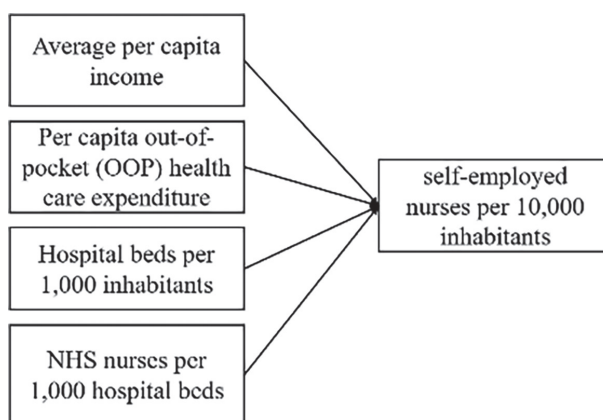 Average per capita
income
Per capita out-of-
pocket (OOP) health
care expenditure
Hospital beds per
1,000 inhabitants
NHS nurses per
1,000 hospital beds
self-employed
nurses per 10,000
inhabitants